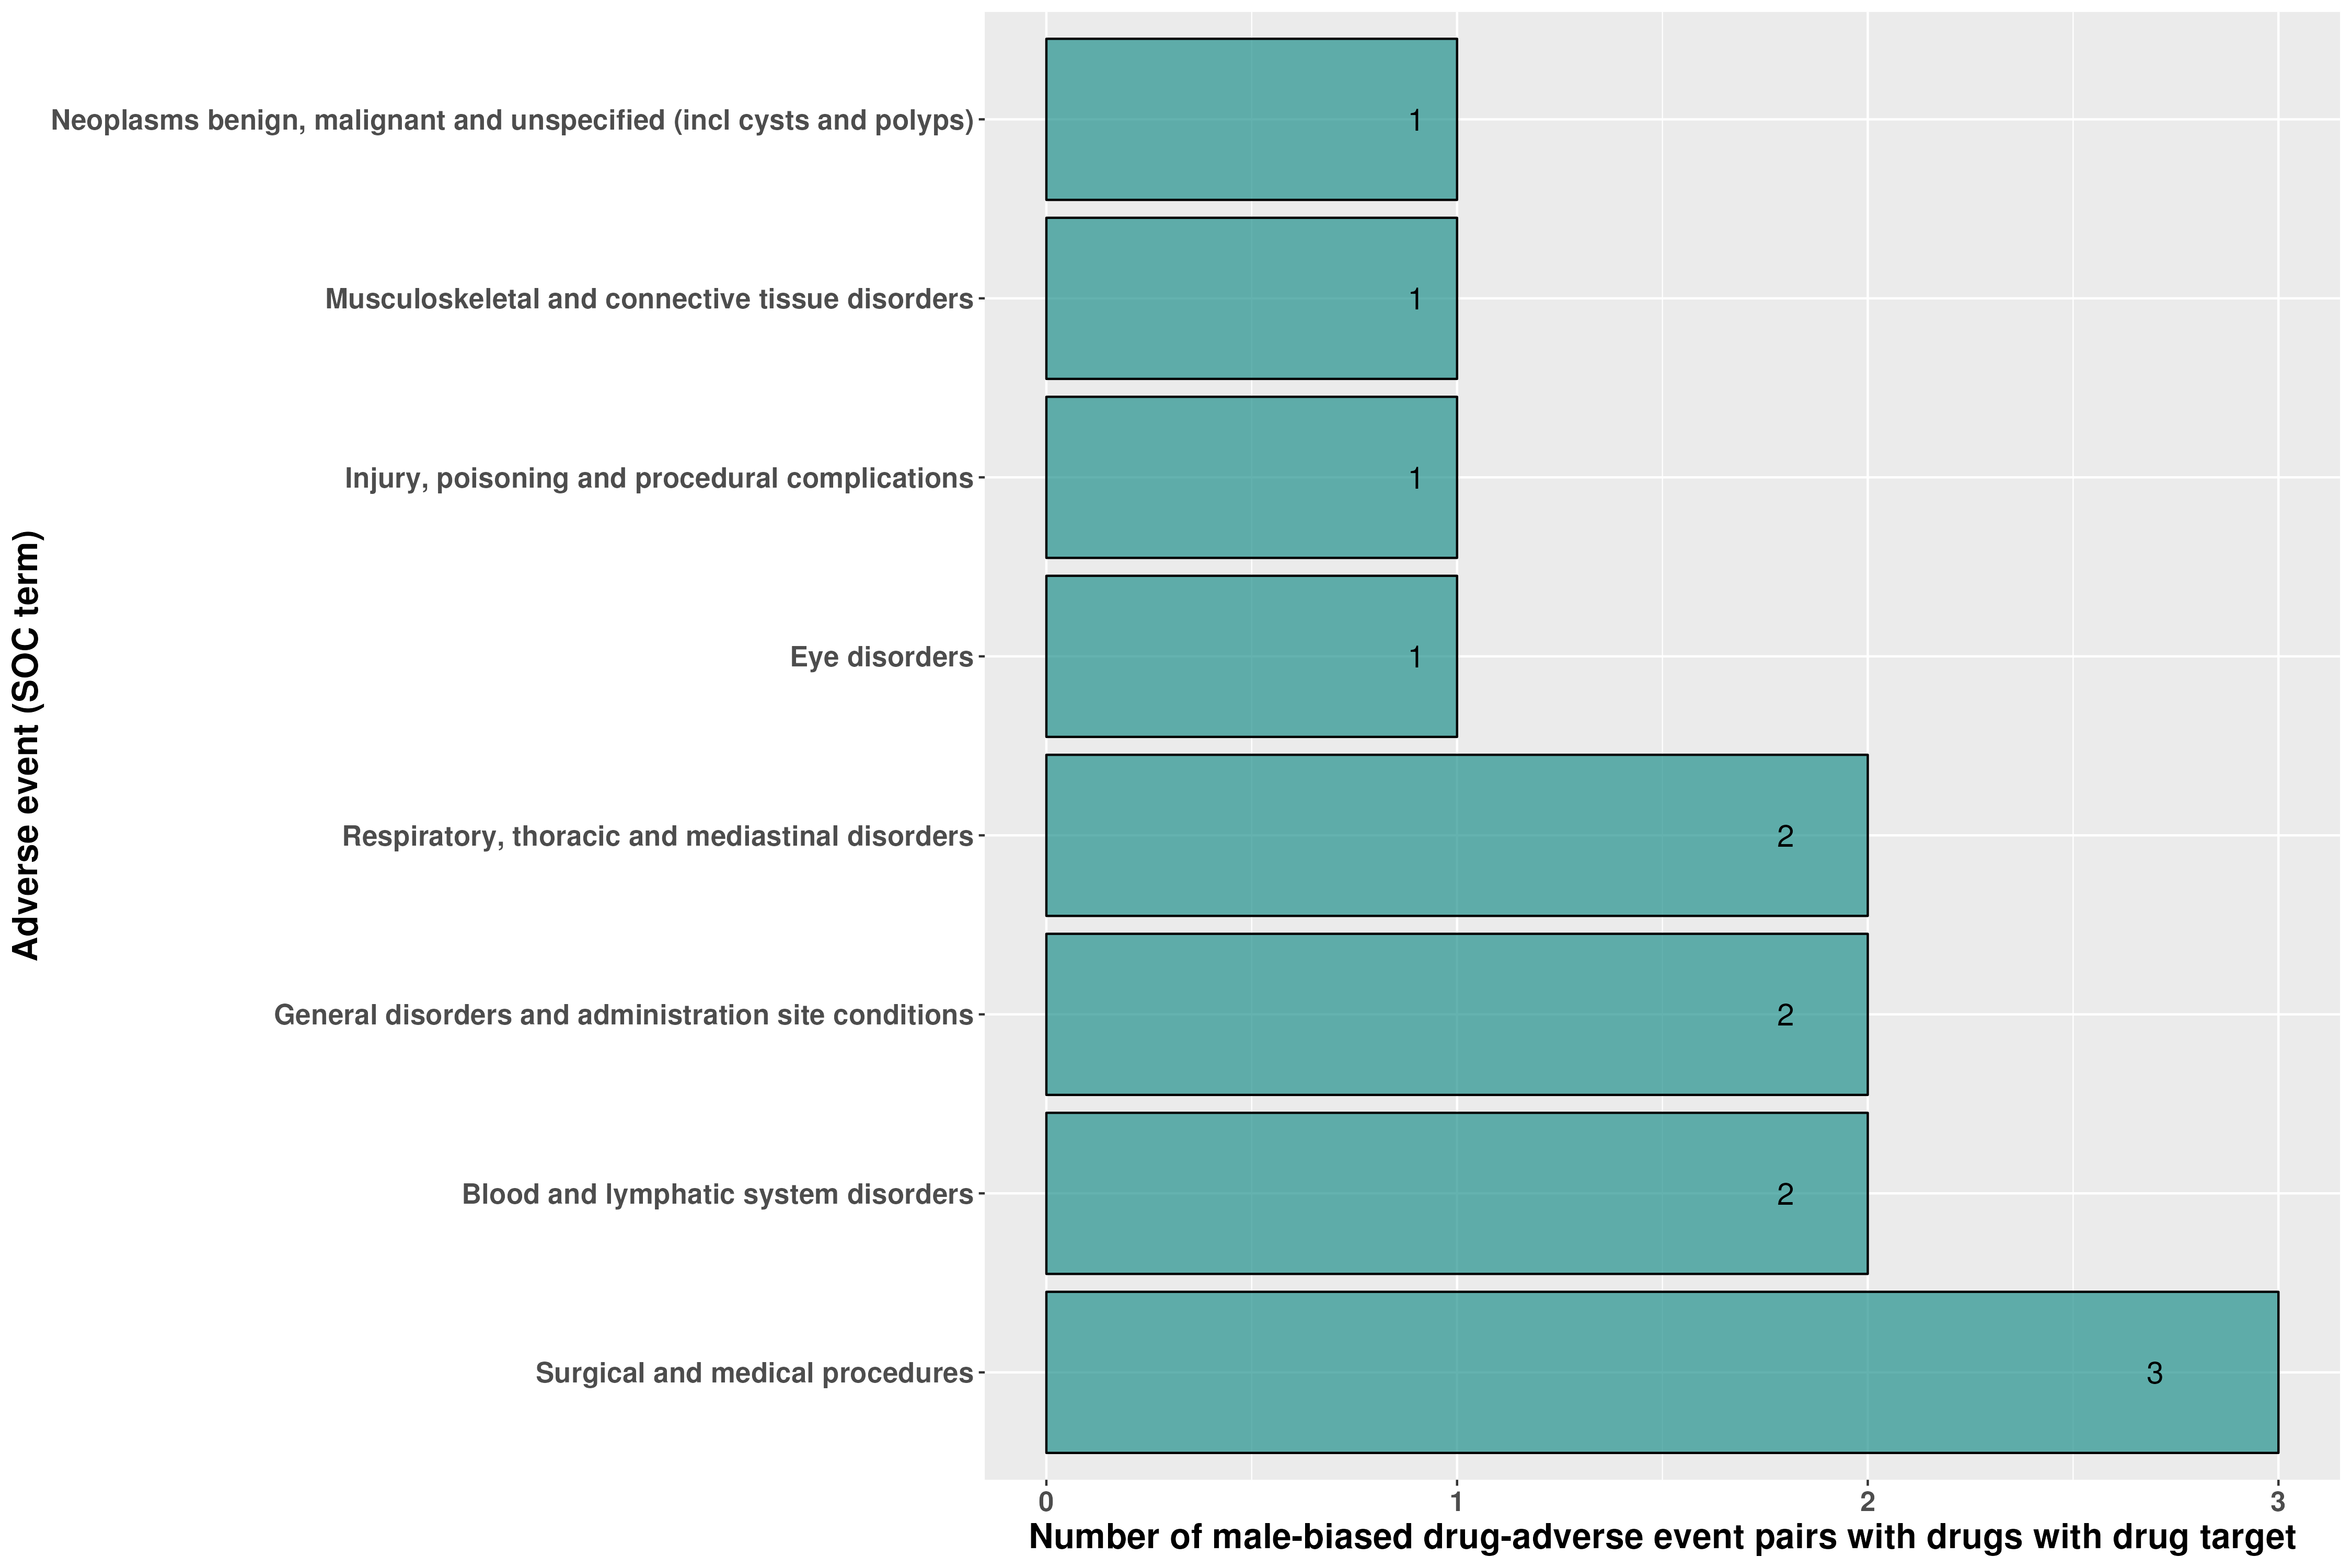 Adverse event (SOC term)
Neoplasms benign, malignant and unspecified (incl cysts and polyps)
1
Musculoskeletal and connective tissue disorders
1
Injury, poisoning and procedural complications
1
Eye disorders
1
Respiratory, thoracic and mediastinal disorders
2
General disorders and administration site conditions
2
Blood and lymphatic system disorders
2
Surgical and medical procedures
3
0 1 2 3
Number of male-biased drug-adverse event pairs with drugs with drug target